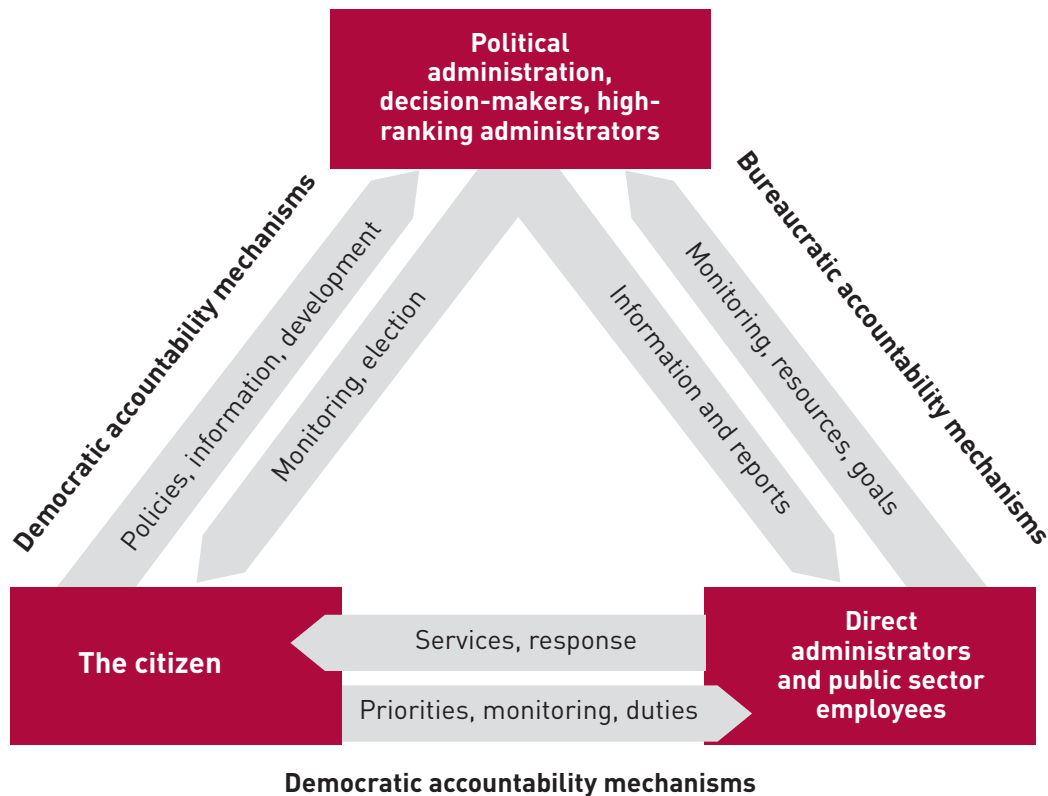 Political
administration,
decision-makers, high-
ranking administrators
Democratic accountability mechanisms
Policies, information, development
Monitoring, election
Information and reports
Monitoring, resources, goals
Bureaucratic accountability mechanisms
The citizen
Services, response
Priorities, monitoring, duties
Direct
administrators
and public sector
employees
Democratic accountability mechanisms